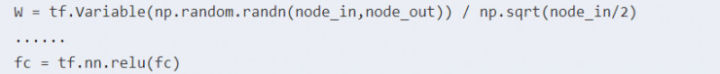 W = tf.Variable(np.random.randn(node_in,node_out)) / np.sqrt(node_in/2)
......
fc = tf.nn.relu(fc)